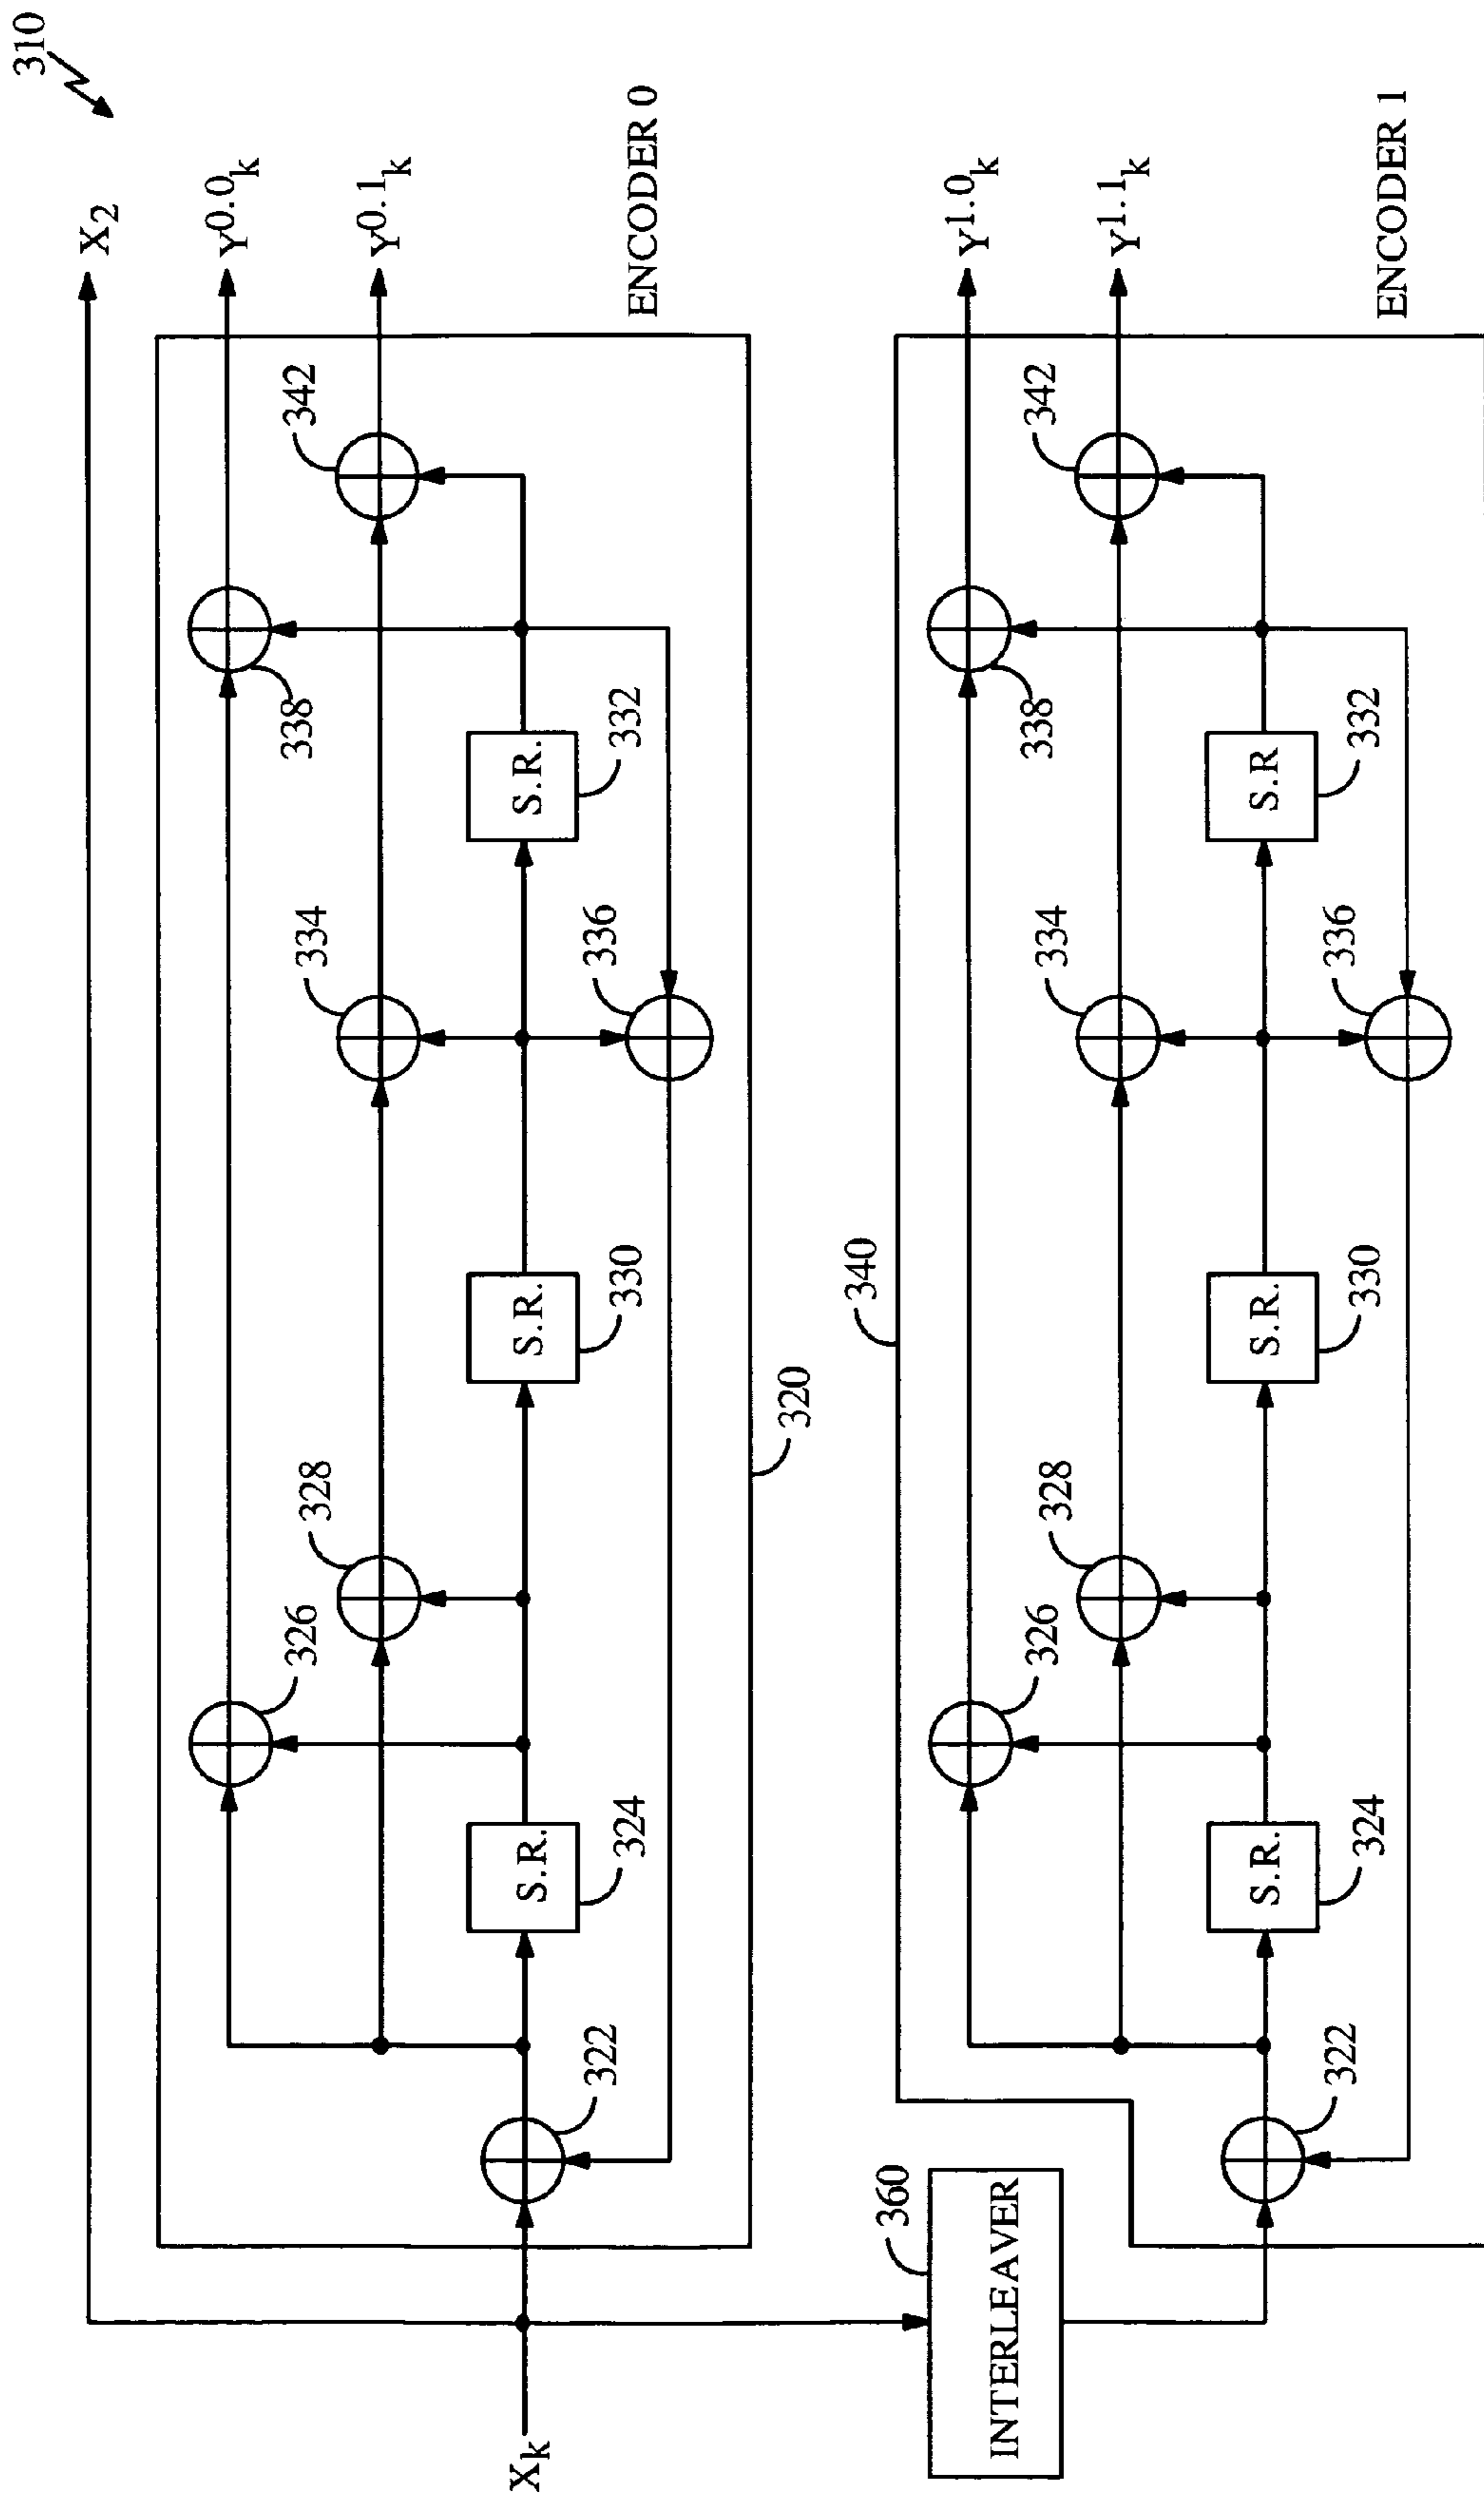 310
X2
Y0.0k
Y0.1k
342
338
334
328
326
S.R.
332
336
S.R.
330
S.R.
324
322
ENCODER 0
320
Xk
360
INTERLEAVER
340
Y1.0k
Y1.1k
342
338
334
328
326
S.R
332
336
S.R.
330
S.R.
324
322
ENCODER 1